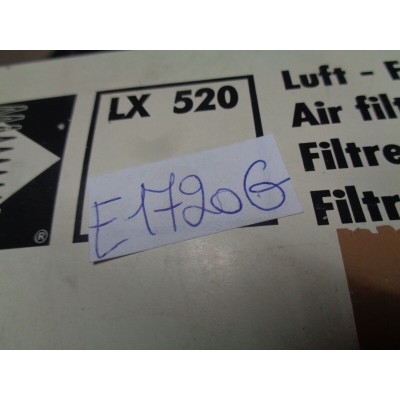 LX 520
Luft - F
Air filt
Filtre
Filtr
E1720G
®